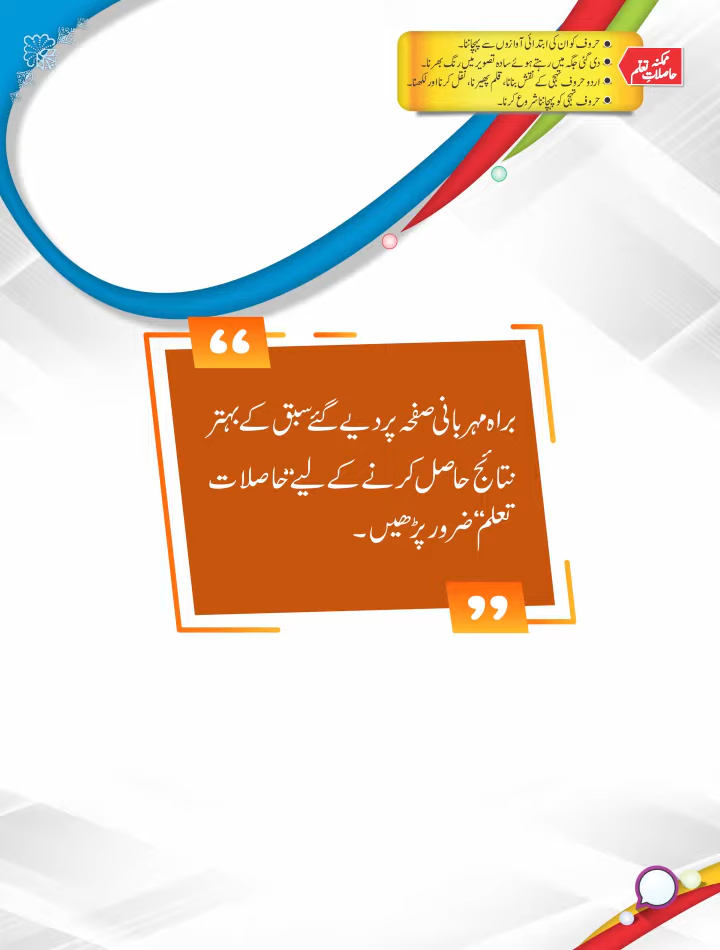 ممکنہ تعلم
حاصلاتِ
حروف کو ان کی ابتدائی آوازوں سے پہچاننا۔
دی گئی جگہ میں رہتے ہوئے سادہ تصویر میں رنگ بھرنا۔
اردو حروف تہجی کے نقش بنانا، قلم پھیرنا، نقل کرنا اور لکھنا۔
حروف تہجی کو پہچاننا شروع کرنا۔
براہ مہربانی صفحہ پر دیے گئے سبق کے بہتر
نتائج حاصل کرنے کے لیے ”حاصلات
تعلم“ ضرور پڑھیں ۔